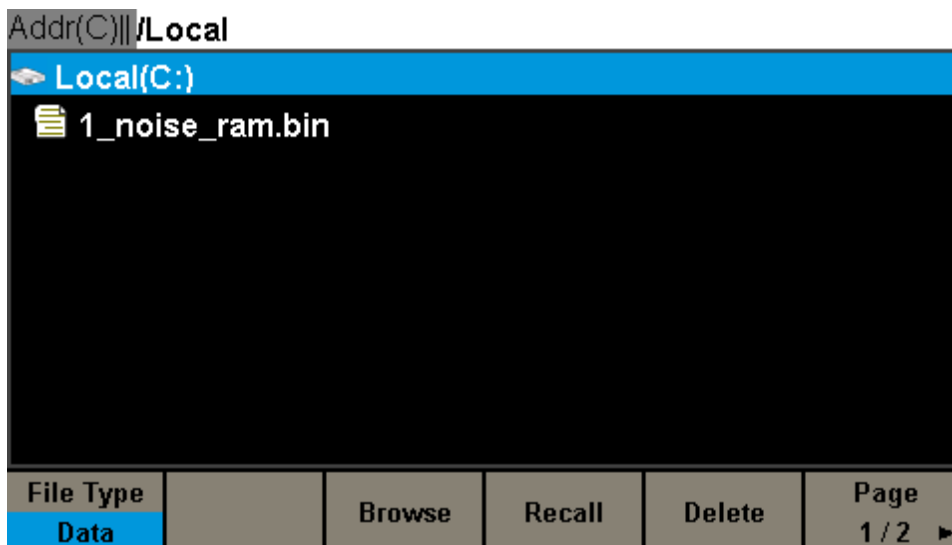 Addr(C)|| /Local
Local(C:)
1_noise_ram.bin
File Type
Data
Browse
Recall
Delete
Page
1 / 2